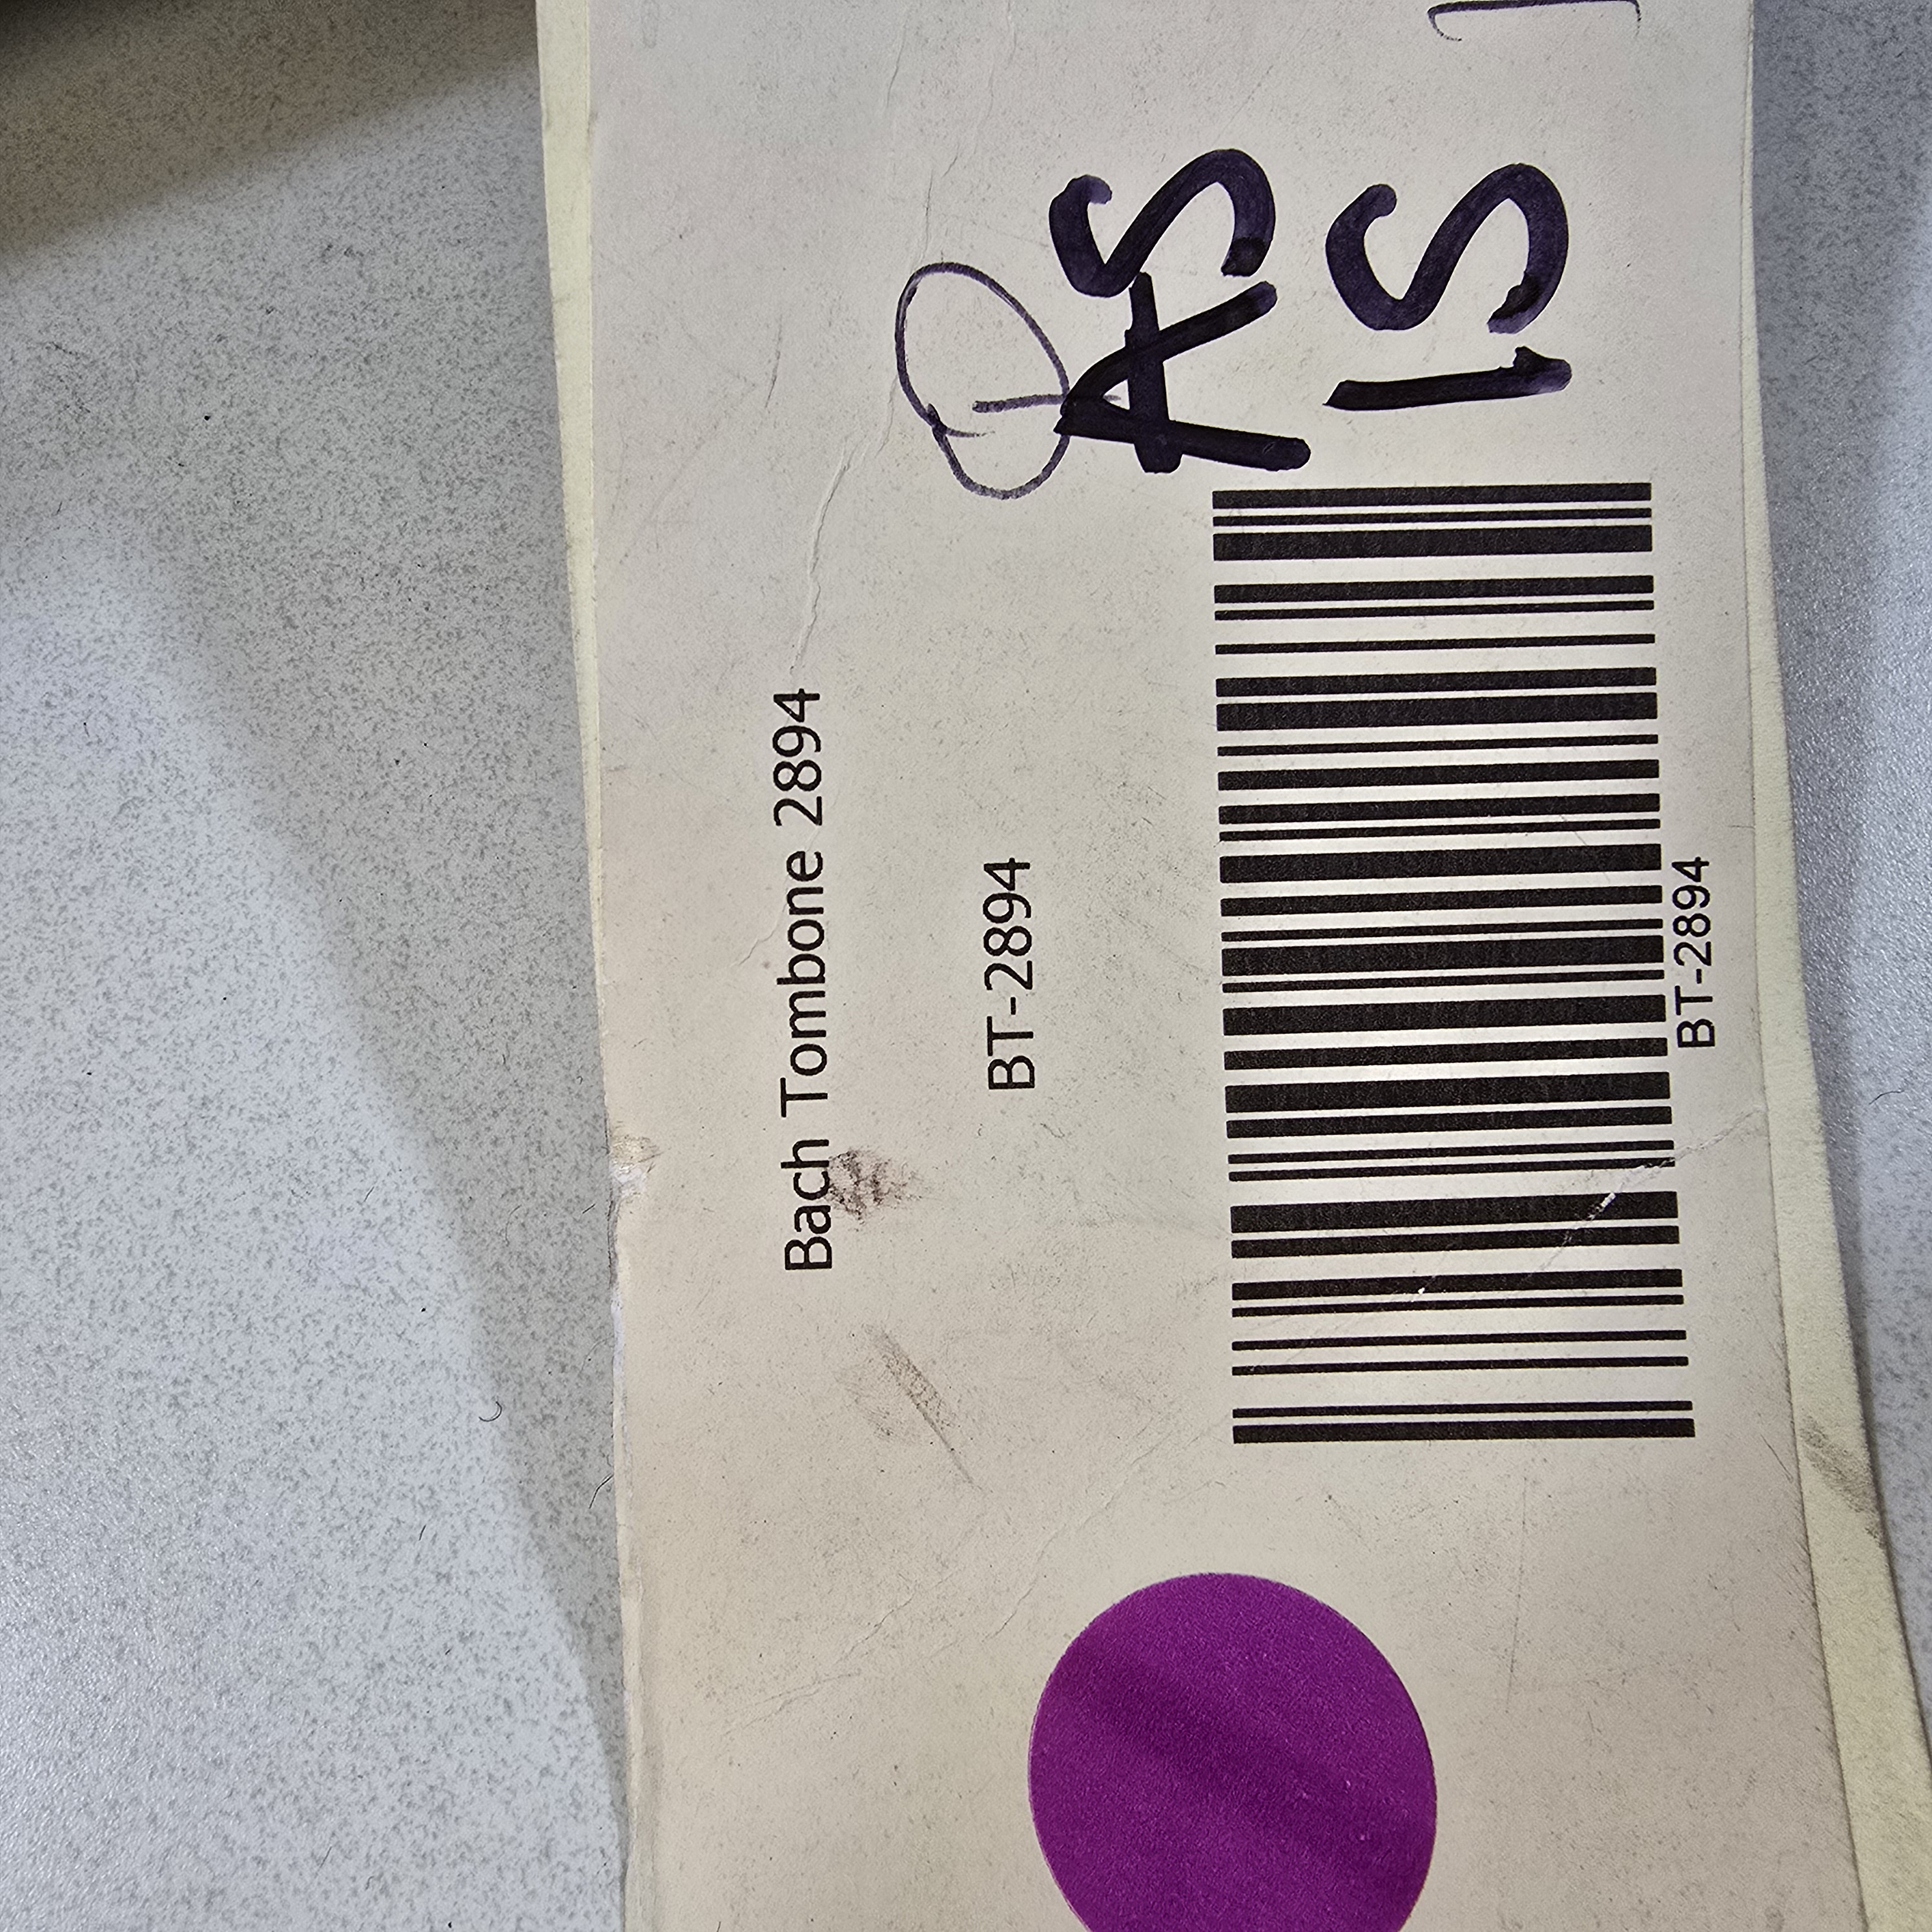 Bach Tombone 2894
BT-2894
AS
IS
BT-2894